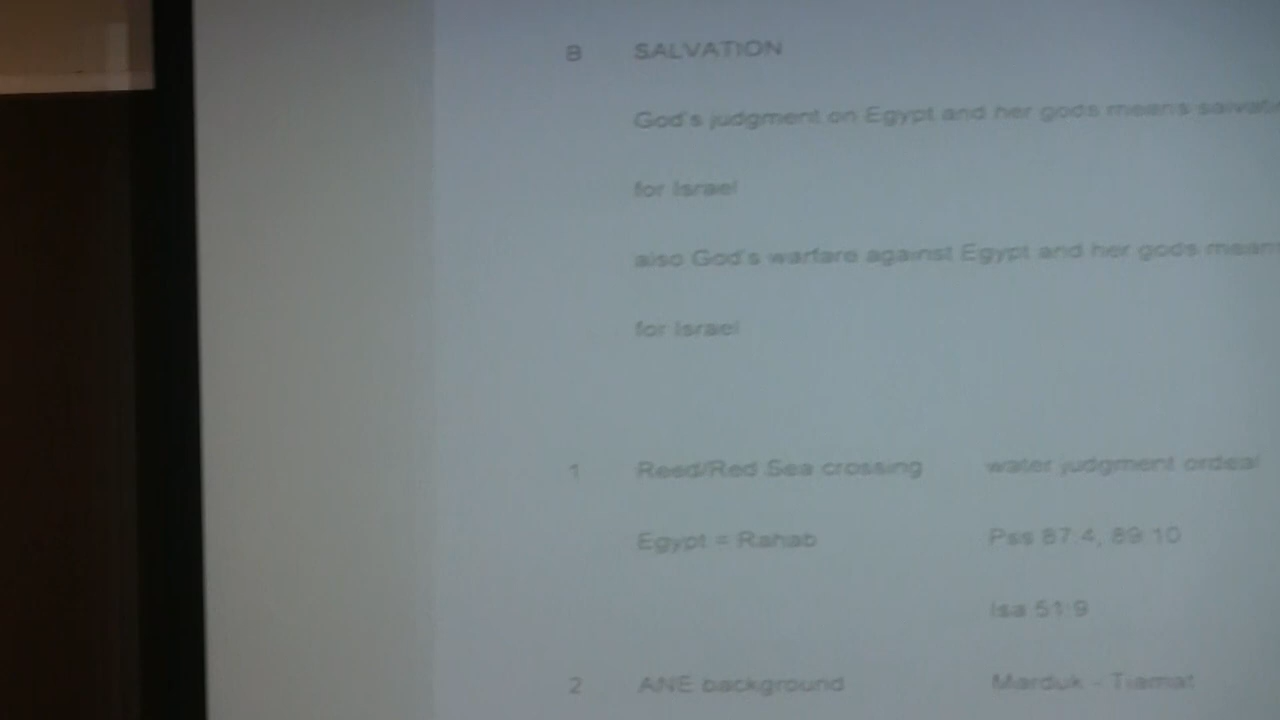 B SALVATION
God's judgment on Egypt and her gods means
for Israel
also God's warfare against Egypt and her gods
for Israel
1 Reed/Red Sea crossing water judgment ordeal
Egypt = Rahab Pss 87:4, 89:10
Isa 51:9
2 ANE background Marduk - Tiamat